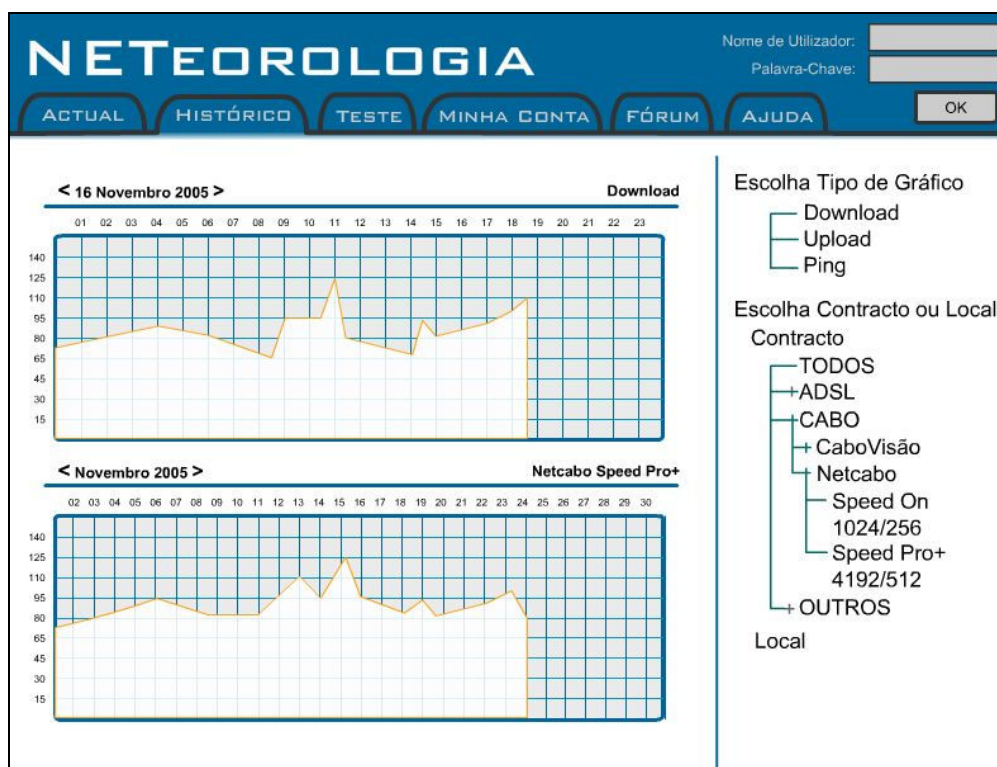 NETEOROLOGIA
Nome de Utilizador:
Palavra-Chave:
OK
ACTUAL HISTÓRICO TESTE MINHA CONTA FÓRUM AJUDA
< 16 Novembro 2005 > Download
01 02 03 04 05 06 07 08 09 10 11 12 13 14 15 16 17 18 19 20 21 22 23
140
125
110
95
80
65
45
30
15
< Novembro 2005 > Netcabo Speed Pro+
02 03 04 05 06 07 08 09 10 11 12 13 14 15 16 17 18 19 20 21 22 23 24 25 26 27 28 29 30
140
125
110
95
80
65
45
30
15
Escolha Tipo de Gráfico
Download
Upload
Ping
Escolha Contracto ou Local
Contracto
TODOS
ADSL
CABO
CaboVisão
Netcabo
Speed On
1024/256
Speed Pro+
4192/512
OUTROS
Local